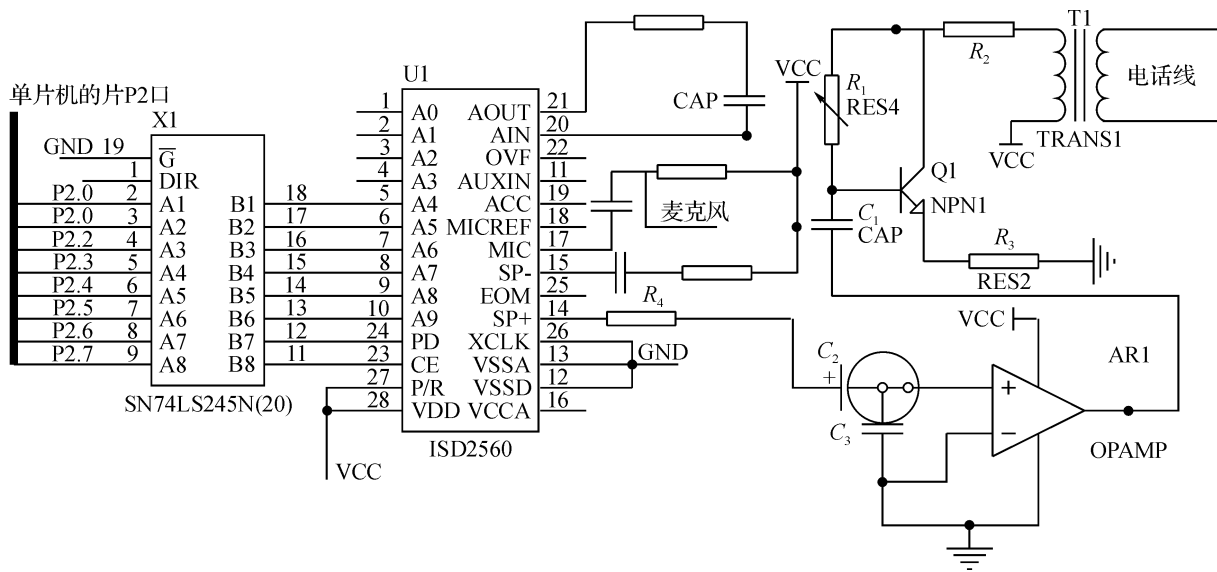 单片机的片P2口
X1
GND 19
1
P2.0 2
P2.0 3
P2.2 4
P2.3 5
P2.4 6
P2.5 7
P2.6 8
P2.7 9
G
DIR
A1
A2
A3
A4
A5
A6
A7
A8
B1
B2
B3
B4
B5
B6
B7
B8
18
17
16
15
14
13
12
11
SN74LS245N(20)
U1
1
2
3
4
5
6
7
8
9
10
24
23
27
28
A0
A1
A2
A3
A4
A5
A6
A7
A8
A9
PD
CE
P/R
VDD
AOUT
AIN
OVF
AUXIN
ACC
MICREF
MIC
SP-
EOM
SP+
XCLK
VSSA
VSSD
VCCA
21
20
22
11
19
18
17
15
25
14
26
13
12
16
ISD2560
VCC
CAP
麦克风
VCC
R4
GND
R1
RES4
R2
T1
电话线
VCC
TRANS1
Q1
NPN1
C1
CAP
R3
RES2
VCC
C2
+
C3
+
−
AR1
OPAMP